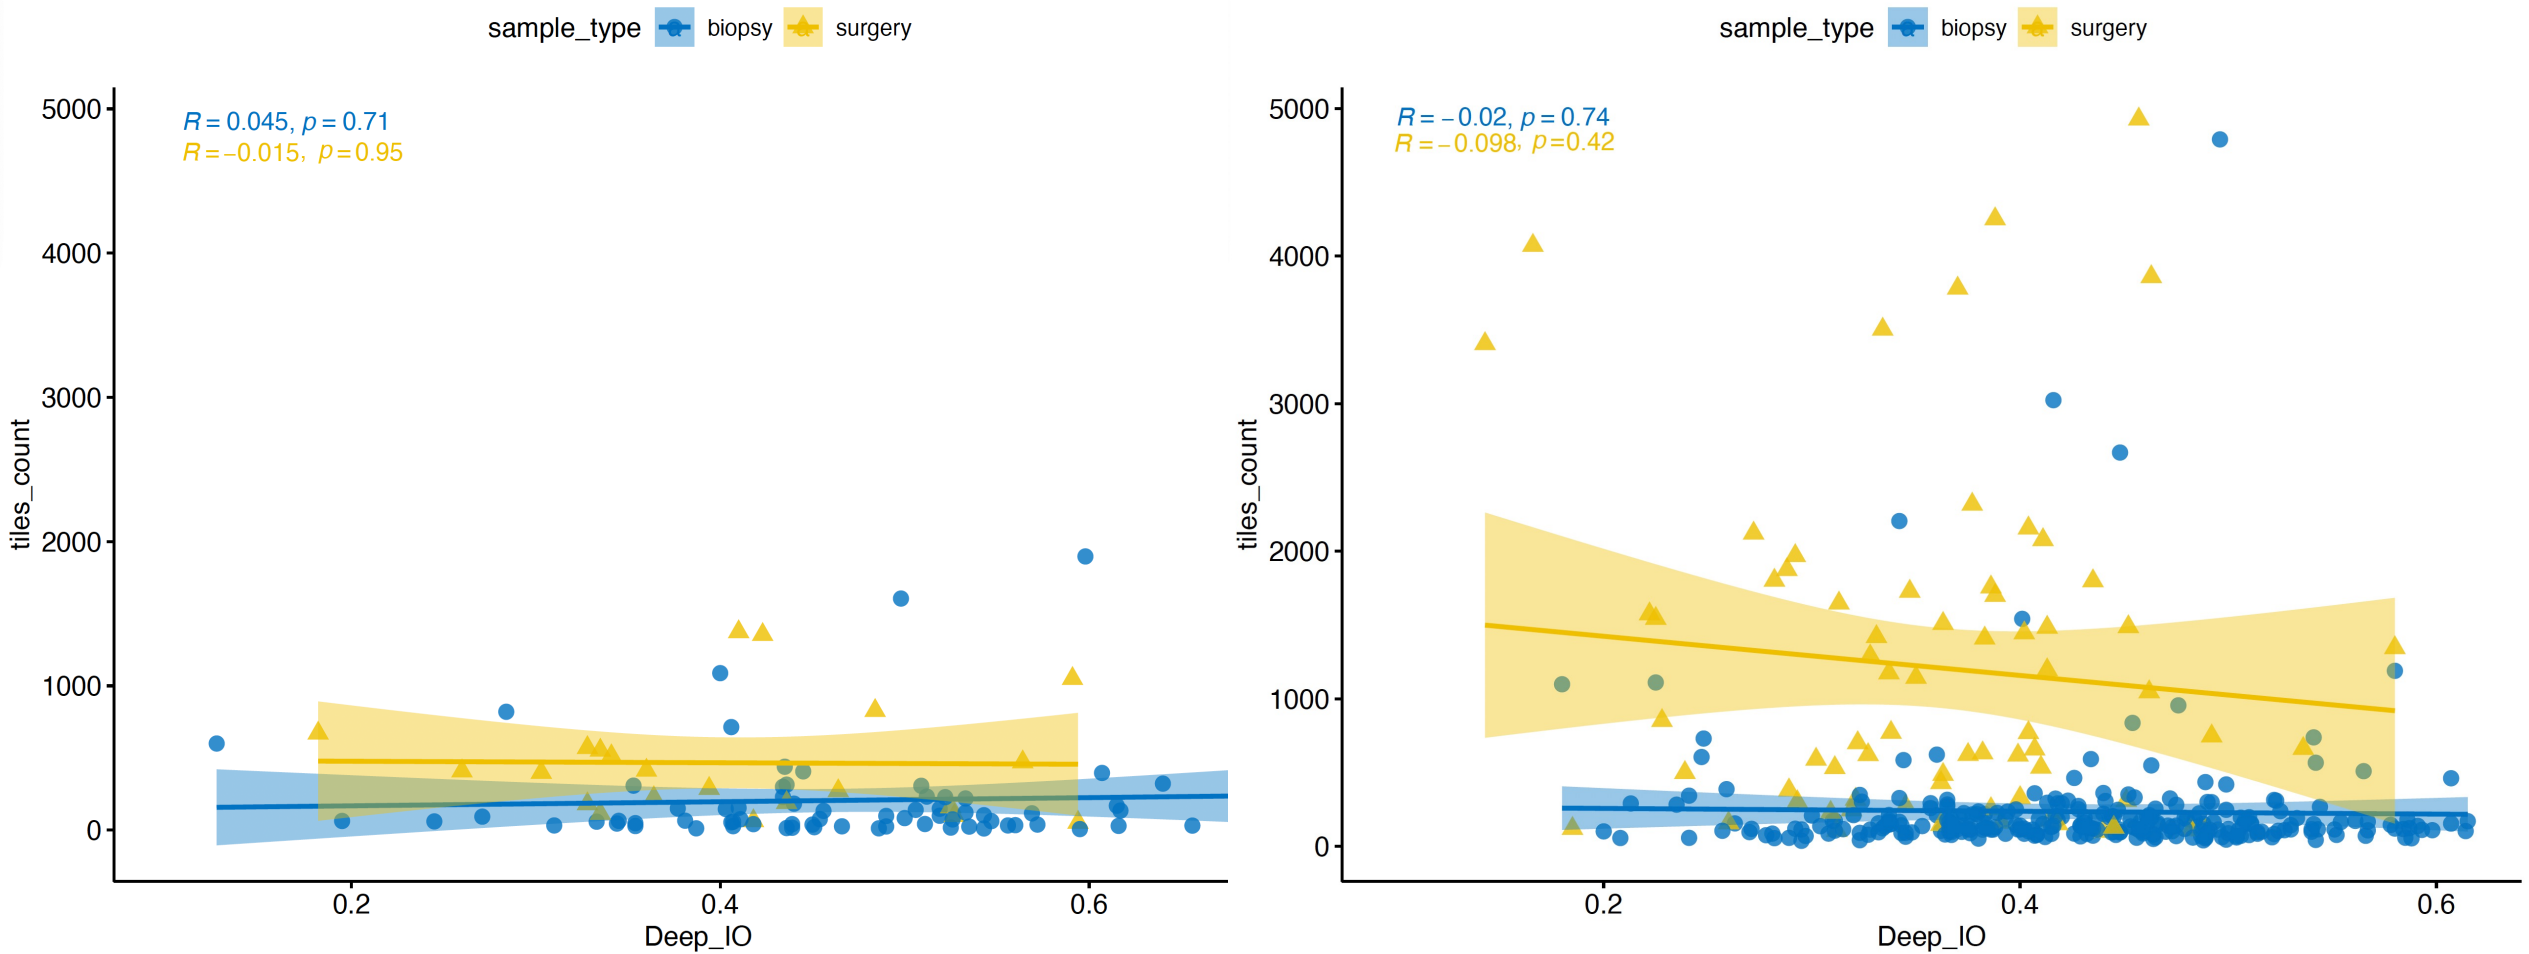 sample_type biopsy surgery
R = 0.045, p = 0.71
R = −0.015, p = 0.95
5000
4000
3000
2000
1000
0
tiles_count
0.2 0.4 0.6
Deep_IO
sample_type biopsy surgery
R = − 0.02, p = 0.74
R = − 0.098, p = 0.42
5000
4000
3000
2000
1000
0
tiles_count
0.2 0.4 0.6
Deep_IO